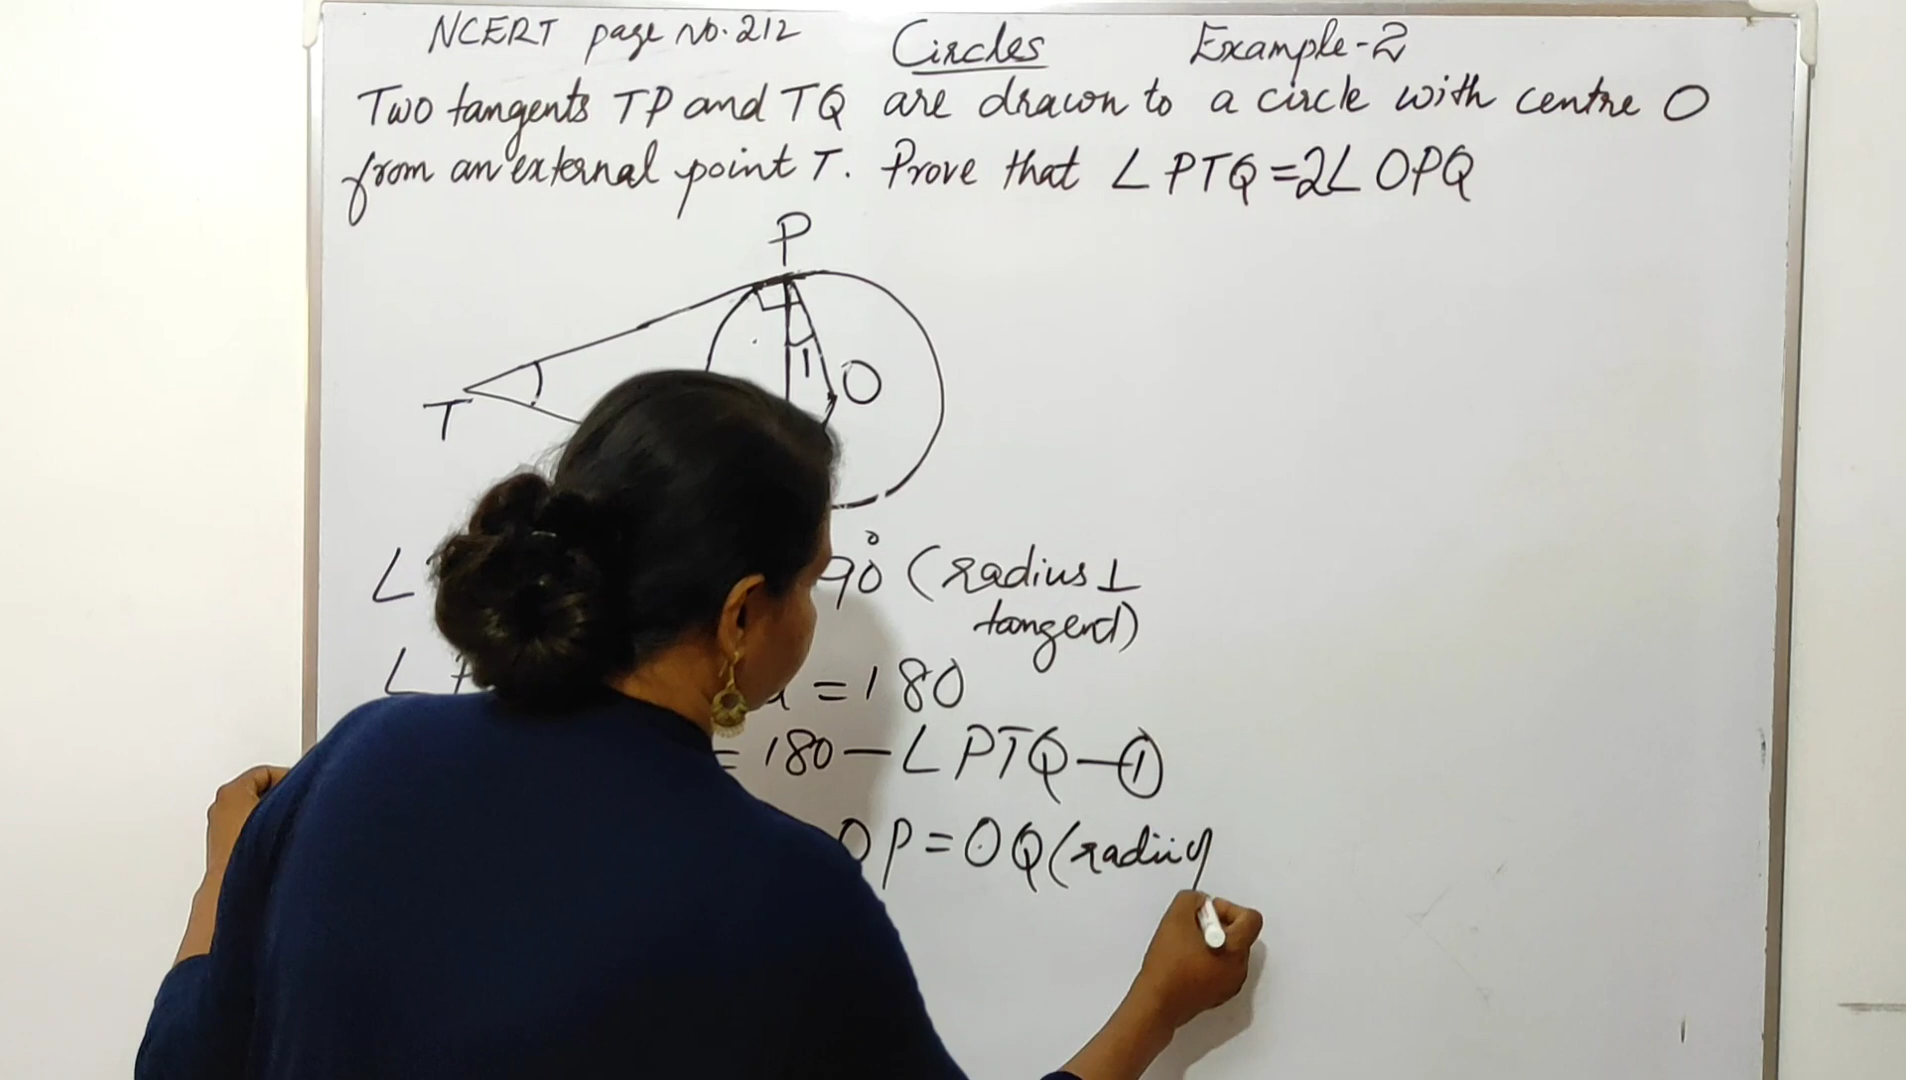 NCERT page no. 212 Circles Example-2
Two tangents TP and TQ are drawn to a circle with centre O
from an external point T. Prove that ∠PTQ=2∠OPQ
P
1
O
T
∠ 90° (radius ⊥
tangent)
∠ =180
= 180-∠PTQ-①
OP=OQ(radii